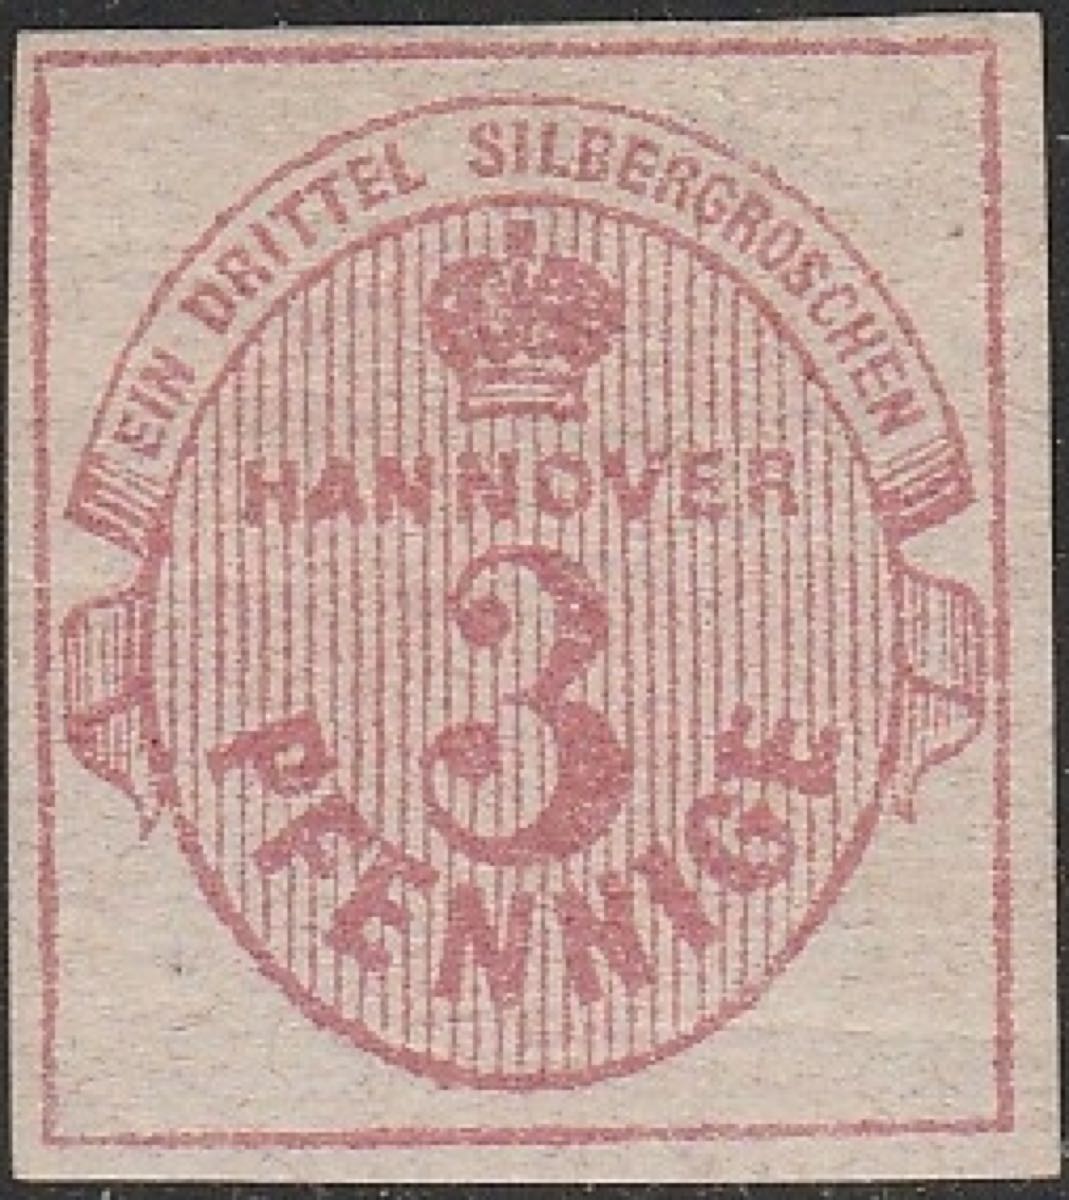 EIN DRITTEL SILBERGROSCHEN
HANNOVER
3
PFENNIGE